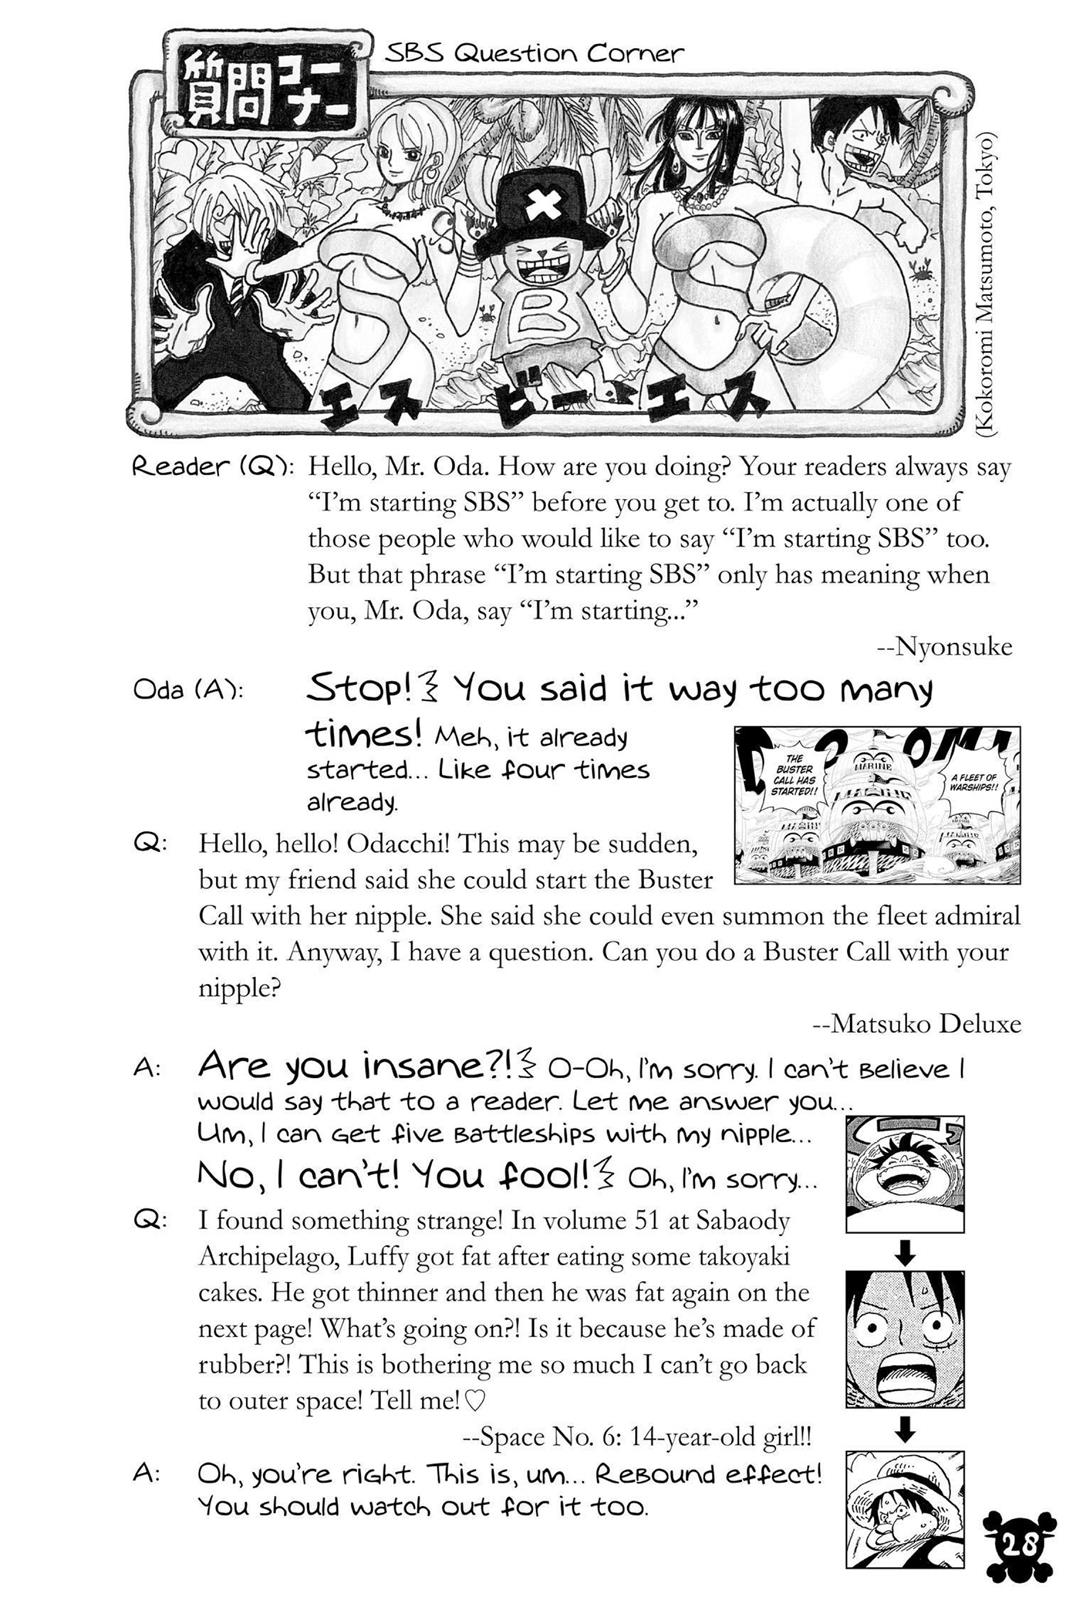 質問コーナー
SBS Question Corner
B
エス ビー・エス
(Kokoromi Matsumoto, Tokyo)
Reader (Q): Hello, Mr. Oda. How are you doing? Your readers always say
“I’m starting SBS” before you get to. I’m actually one of
those people who would like to say “I’m starting SBS” too.
But that phrase “I’m starting SBS” only has meaning when
you, Mr. Oda, say “I’m starting...”
--Nyonsuke
Oda (A): Stop! You said it way too many
times! Meh, it already
started... Like four times
already.
THE
BUSTER
CALL HAS
STARTED!!
MARINE
A FLEET OF
WARSHIPS!!
Q: Hello, hello! Odacchi! This may be sudden,
but my friend said she could start the Buster
Call with her nipple. She said she could even summon the fleet admiral
with it. Anyway, I have a question. Can you do a Buster Call with your
nipple?
--Matsuko Deluxe
A: Are you insane?! O-Oh, I'm sorry. I can't believe I
would say that to a reader. Let me answer you...
Um, I can get five battleships with my nipple...
No, I can't! You fool! Oh, I'm sorry...
Q: I found something strange! In volume 51 at Sabaody
Archipelago, Luffy got fat after eating some takoyaki
cakes. He got thinner and then he was fat again on the
next page! What’s going on?! Is it because he’s made of
rubber?! This is bothering me so much I can’t go back
to outer space! Tell me!♡
--Space No. 6: 14-year-old girl!!
A: Oh, you're right. This is, um... Rebound effect!
You should watch out for it too.
28